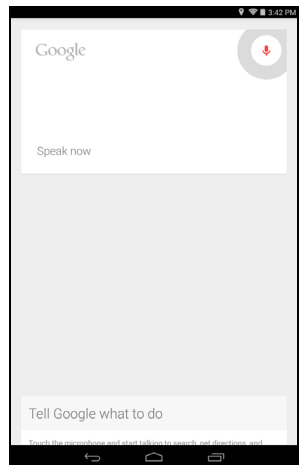 3:42 PM
Google
Speak now
Tell Google what to do
Touch the microphone and start talking to search, get directions, and